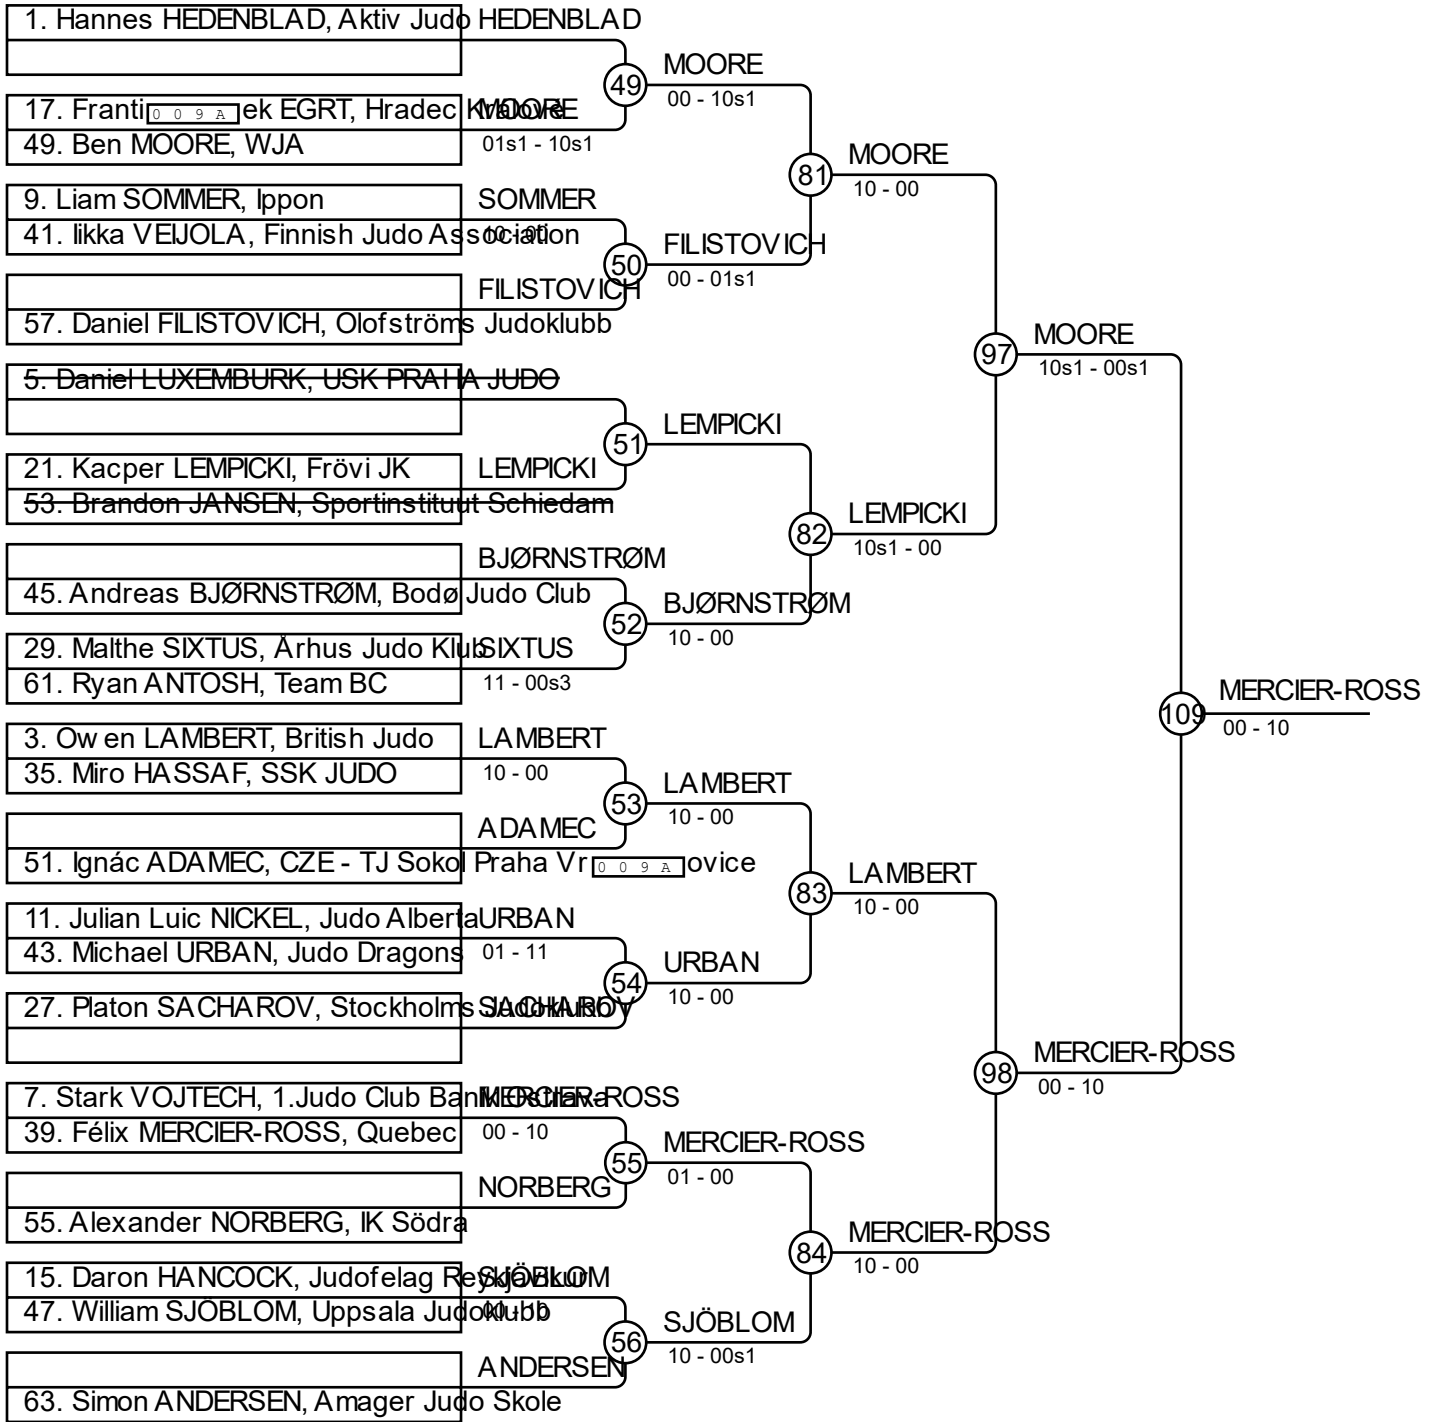 1. Hannes HEDENBLAD, Aktiv Judo HEDENBLAD
MOORE
49
00 - 10s1
17. Franti 009A ek EGRT, Hradec Králové MOORE
49. Ben MOORE, WJA 01s1 - 10s1
MOORE
81
10 - 00
9. Liam SOMMER, Ippon SOMMER
41. Iikka VEIJOLA, Finnish Judo Association 10 - 00
FILISTOVICH
50
00 - 01s1
FILISTOVICH
57. Daniel FILISTOVICH, Olofströms Judoklubb
MOORE
97
10s1 - 00s1
5. Daniel LUXEMBURK, USK PRAHA JUDO
LEMPICKI
51
21. Kacper LEMPICKI, Frövi JK LEMPICKI
53. Brandon JANSEN, Sportinstituut Schiedam
LEMPICKI
82
10s1 - 00
BJØRNSTRØM
45. Andreas BJØRNSTRØM, Bodø Judo Club
BJØRNSTRØM
52
10 - 00
29. Malthe SIXTUS, Århus Judo Klub SIXTUS
61. Ryan ANTOSH, Team BC 11 - 00s3
MERCIER-ROSS
109
00 - 10
3. Owen LAMBERT, British Judo LAMBERT
35. Miro HASSAF, SSK JUDO 10 - 00
LAMBERT
53
10 - 00
ADAMEC
51. Ignác ADAMEC, CZE - TJ Sokol Praha Vr 009A ovice
LAMBERT
83
10 - 00
11. Julian Luic NICKEL, Judo Alberta URBAN
43. Michael URBAN, Judo Dragons 01 - 11
URBAN
54
10 - 00
27. Platon SACHAROV, Stockholms Judoklubb SACHAROV
MERCIER-ROSS
98
00 - 10
7. Stark VOJTECH, 1.Judo Club Baník Ostrava MERCIER-ROSS
39. Félix MERCIER-ROSS, Quebec 00 - 10
MERCIER-ROSS
55
01 - 00
NORBERG
55. Alexander NORBERG, IK Södra
MERCIER-ROSS
84
10 - 00
15. Daron HANCOCK, Judofelag Reykjavikur SJÖBLOM
47. William SJÖBLOM, Uppsala Judoklubb 00 - 10
SJÖBLOM
56
10 - 00s1
ANDERSEN
63. Simon ANDERSEN, Amager Judo Skole